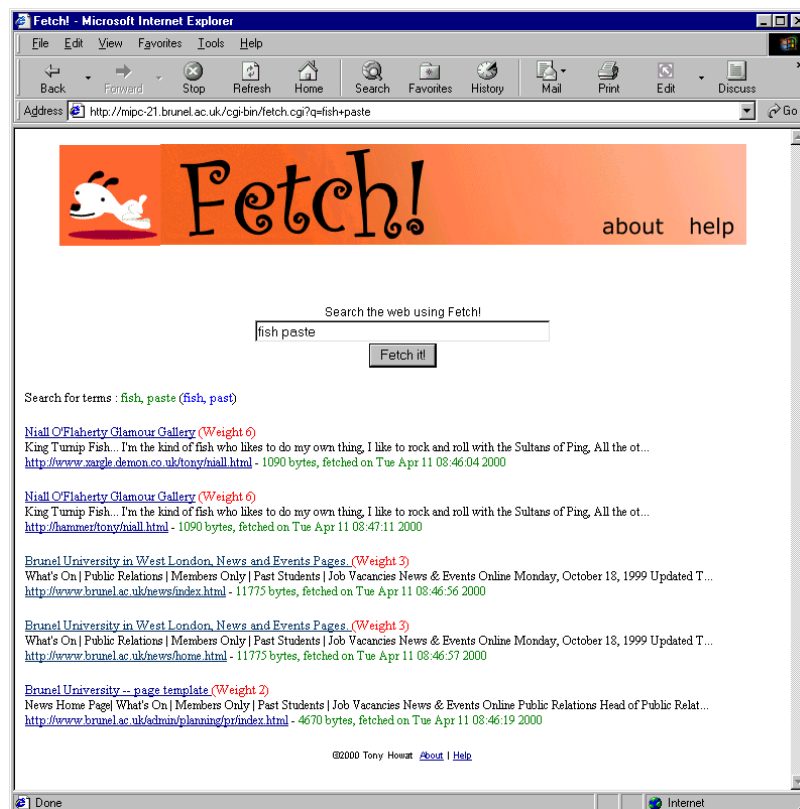 Fetch! - Microsoft Internet Explorer
File Edit View Favorites Tools Help
Back Forward Stop Refresh Home Search Favorites History Mail Print Edit Discuss
Address http://mipc-21.brunel.ac.uk/cgi-bin/fetch.cgi?q=fish+paste Go
Fetch!
about help
Search the web using Fetch!
fish paste
Fetch it!
Search for terms : fish, paste (fish, past)
Niall O'Flaherty Glamour Gallery (Weight 6)
King Turnip Fish... I'm the kind of fish who likes to do my own thing, I like to rock and roll with the Sultans of Ping, All the ot...
http://www.xargle.demon.co.uk/tony/niall.html - 1090 bytes, fetched on Tue Apr 11 08:46:04 2000
Niall O'Flaherty Glamour Gallery (Weight 6)
King Turnip Fish... I'm the kind of fish who likes to do my own thing, I like to rock and roll with the Sultans of Ping, All the ot...
http://hammer/tony/niall.html - 1090 bytes, fetched on Tue Apr 11 08:47:11 2000
Brunel University in West London, News and Events Pages. (Weight 3)
What's On | Public Relations | Members Only | Past Students | Job Vacancies News & Events Online Monday, October 18, 1999 Updated T...
http://www.brunel.ac.uk/news/index.html - 11775 bytes, fetched on Tue Apr 11 08:46:56 2000
Brunel University in West London, News and Events Pages. (Weight 3)
What's On | Public Relations | Members Only | Past Students | Job Vacancies News & Events Online Monday, October 18, 1999 Updated T...
http://www.brunel.ac.uk/news/home.html - 11775 bytes, fetched on Tue Apr 11 08:46:57 2000
Brunel University -- page template (Weight 2)
News Home Page| What's On | Members Only | Past Students | Job Vacancies News & Events Online Public Relations Head of Public Relat...
http://www.brunel.ac.uk/admin/planning/pr/index.html - 4670 bytes, fetched on Tue Apr 11 08:46:19 2000
©2000 Tony Howat About | Help
Done Internet